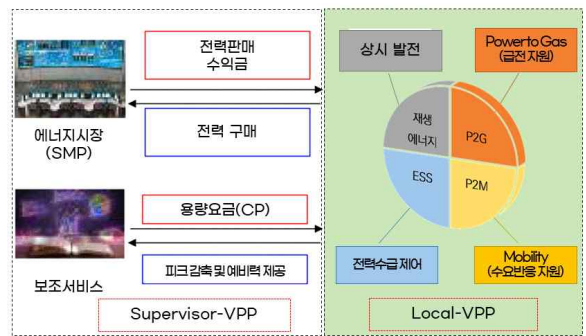 전력판매
수익금
에너지시장
(SMP)
전력 구매
용량요금(CP)
보조서비스
피크 감축 및 예비력 제공
Supervisor-VPP
상시 발전
Powerto Gas
(급전 자원)
재생
에너지
P2G
ESS
P2M
전력수급 제어
Mobility
(수요반응 자원)
Local-VPP